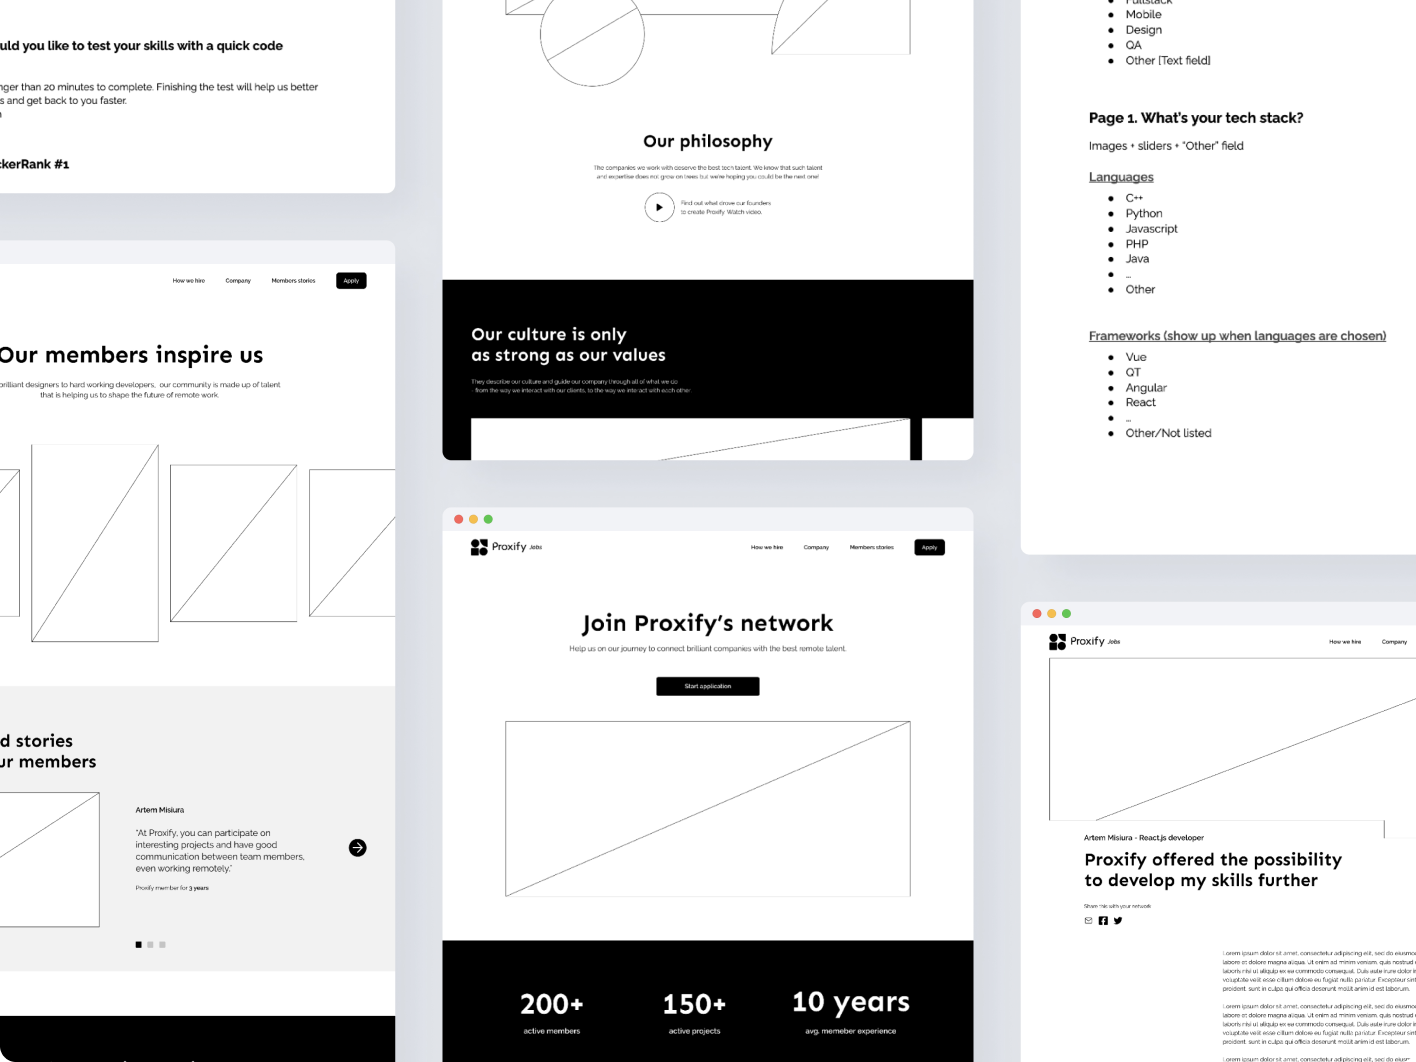 uld you like to test your skills with a quick code
nger than 20 minutes to complete. Finishing the test will help us better
s and get back to you faster.
ckerRank #1
How we hire
Company
Members stories
Apply
Our members inspire us
brilliant designers to hard working developers, our community is made up of talent
that is helping us to shape the future of remote work.
d stories
ur members
Artem Misiura
"At Proxify, you can participate on
interesting projects and have good
communication between team members,
even working remotely."
Proxify member for 3 years
Our philosophy
The companies we work with deserve the best tech talent. We know that such talent
and expertise does not grow on trees but we're hoping you could be the next one!
Find out what drove our founders
to create Proxify. Watch video.
Our culture is only
as strong as our values
They describe our culture and guide our company through all of what we do
- from the way we interact with our clients, to the way we interact with each other.
Proxify Jobs
How we hire
Company
Members stories
Apply
Join Proxify's network
Help us on our journey to connect brilliant companies with the best remote talent.
Start application
200+
active members
150+
active projects
10 years
avg. memeber experience
Fullstack
Mobile
Design
QA
Other [Text field]
Page 1. What's your tech stack?
Images + sliders + "Other" field
Languages
C++
Python
Javascript
PHP
Java
...
Other
Frameworks (show up when languages are chosen)
Vue
QT
Angular
React
...
Other/Not listed
Proxify Jobs
How we hire
Company
Artem Misiura - React.js developer
Proxify offered the possibility
to develop my skills further
Share this with your network
Lorem ipsum dolor sit amet, consectetur adipiscing elit, sed do eiusmo
labore et dolore magna aliqua. Ut enim ad minim veniam, quis nostrud
laboris nisi ut aliquip ex ea commodo consequat. Duis aute irure dolor i
voluptate velit esse cillum dolore eu fugiat nulla pariatur. Excepteur sin
proident, sunt in culpa qui officia deserunt mollit anim id est laborum.
Lorem ipsum dolor sit amet, consectetur adipiscing elit, sed do eiusmo
labore et dolore magna aliqua. Ut enim ad minim veniam, quis nostrud
laboris nisi ut aliquip ex ea commodo consequat. Duis aute irure dolor i
voluptate velit esse cillum dolore eu fugiat nulla pariatur. Excepteur sin
proident, sunt in culpa qui officia deserunt mollit anim id est laborum.
Lorem ipsum dolor sit amet, consectetur adipiscing elit, sed do eiusm